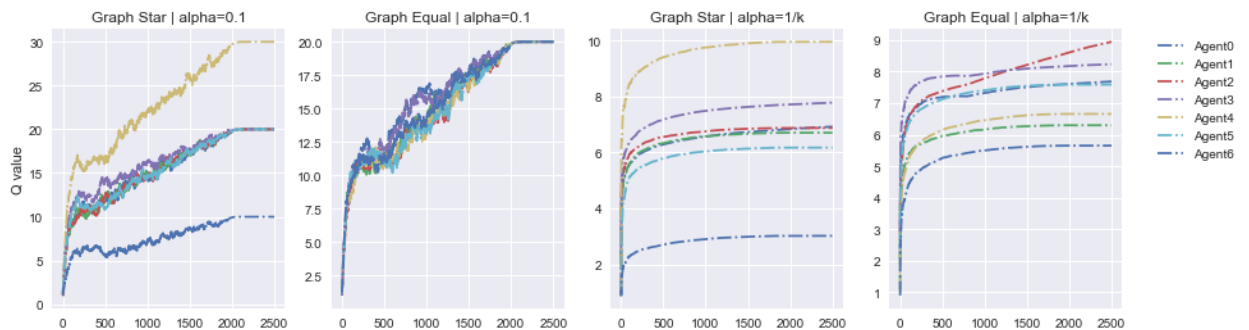 Graph Star | alpha=0.1
Graph Equal | alpha=0.1
Graph Star | alpha=1/k
Graph Equal | alpha=1/k
Q value
30
25
20
15
10
5
0
0 500 1000 1500 2000 2500
20.0
17.5
15.0
12.5
10.0
7.5
5.0
2.5
0 500 1000 1500 2000 2500
10
8
6
4
2
0 500 1000 1500 2000 2500
9
8
7
6
5
4
3
2
1
0 500 1000 1500 2000 2500
Agent0
Agent1
Agent2
Agent3
Agent4
Agent5
Agent6